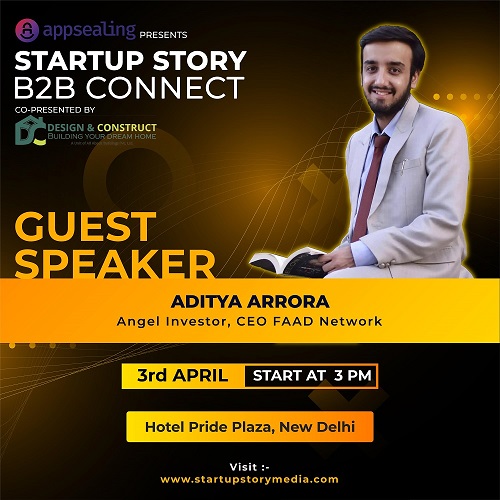 appsealing PRESENTS
STARTUP STORY
B2B CONNECT
CO-PRESENTED BY
DESIGN & CONSTRUCT
BUILDING YOUR DREAM HOME
GUEST
SPEAKER
ADITYA ARRORA
Angel Investor, CEO FAAD Network
3rd APRIL START AT 3 PM
Hotel Pride Plaza, New Delhi
Visit :-
www.startupstorymedia.com